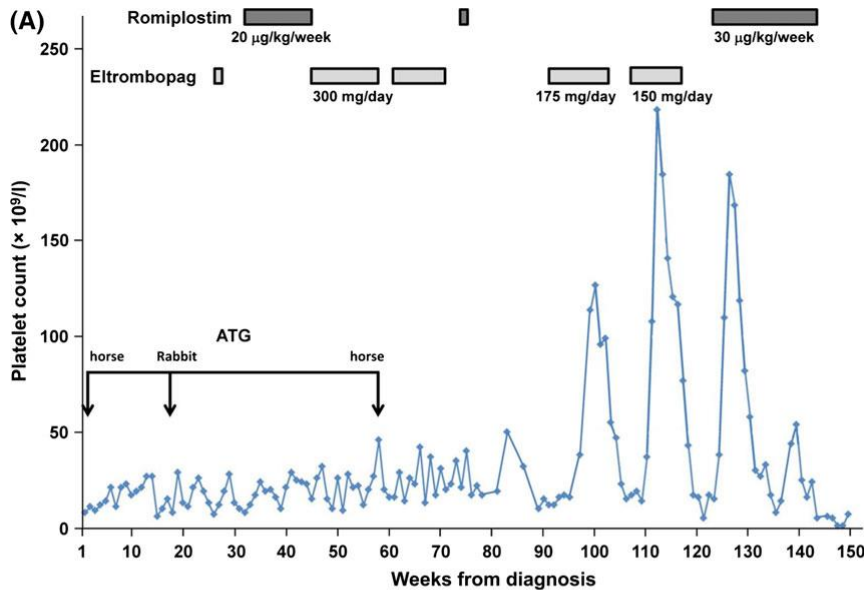 (A)
Romiplostim
20 μg/kg/week
30 μg/kg/week
Eltrombopag
300 mg/day
175 mg/day
150 mg/day
250
200
150
100
50
0
Platelet count (× 10⁹/l)
ATG
horse Rabbit horse
1 10 20 30 40 50 60 70 80 90 100 110 120 130 140 150
Weeks from diagnosis